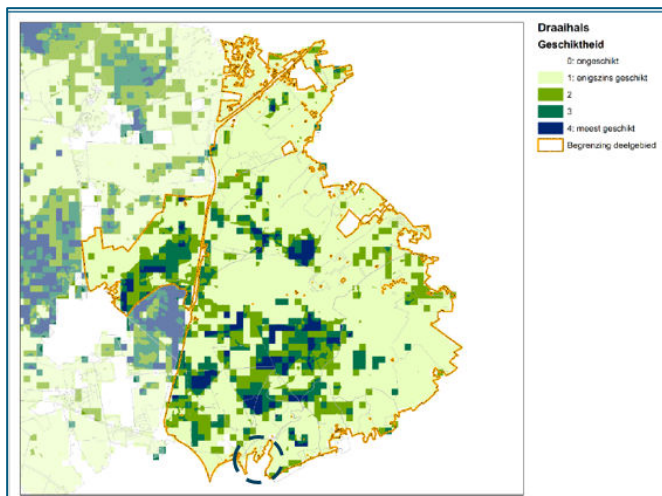 Draaihals
Geschiktheid
0: ongeschikt
1: enigszins geschikt
2
3
4: meest geschikt
Begrenzing deelgebied